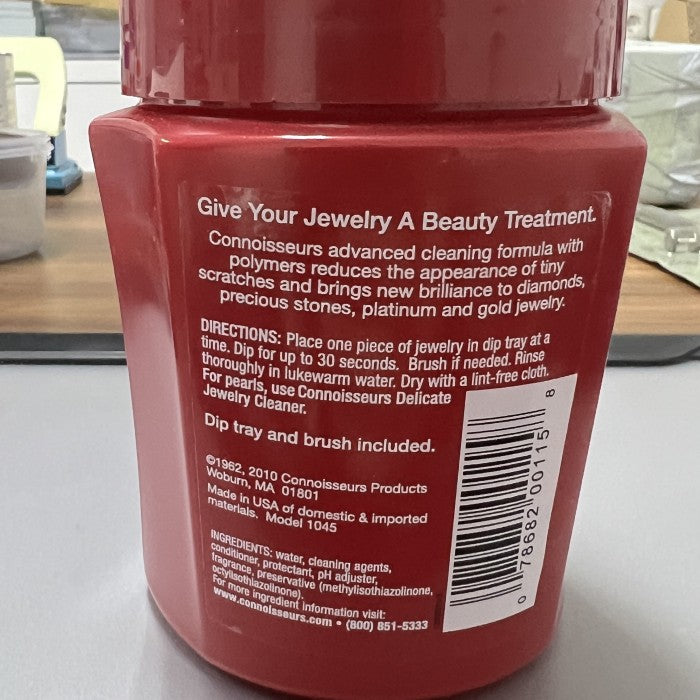 Give Your Jewelry A Beauty Treatment.
Connoisseurs advanced cleaning formula with
polymers reduces the appearance of tiny
scratches and brings new brilliance to diamonds,
precious stones, platinum and gold jewelry.
DIRECTIONS: Place one piece of jewelry in dip tray at a
time. Dip for up to 30 seconds. Brush if needed. Rinse
thoroughly in lukewarm water. Dry with a lint-free cloth.
For pearls, use Connoisseurs Delicate
Jewelry Cleaner.
Dip tray and brush included.
©1962, 2010 Connoisseurs Products
Woburn, MA 01801
Made in USA of domestic & imported
materials. Model 1045
INGREDIENTS: water, cleaning agents,
conditioner, protectant, pH adjuster,
fragrance, preservative (methylisothiazolinone,
octylisothiazolinone).
For more ingredient information visit:
www.connoisseurs.com • (800) 851-5333
0 78682 00115 8